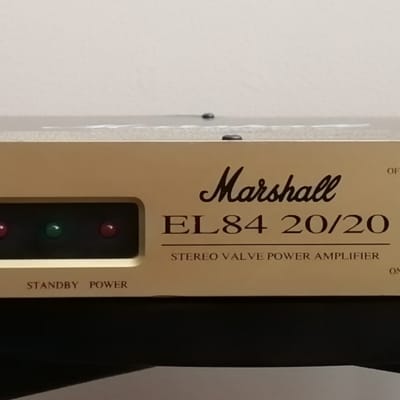 Marshall
EL84 20/20
STEREO VALVE POWER AMPLIFIER
STANDBY POWER